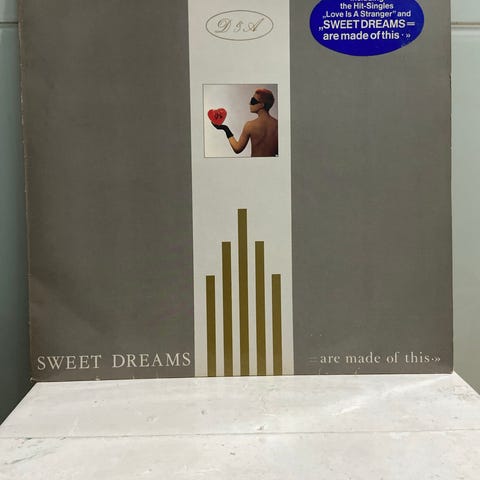 D & A
the Hit-Singles
„Love Is A Stranger" and
„SWEET DREAMS=
are made of this·»
SWEET DREAMS
=are made of this·»